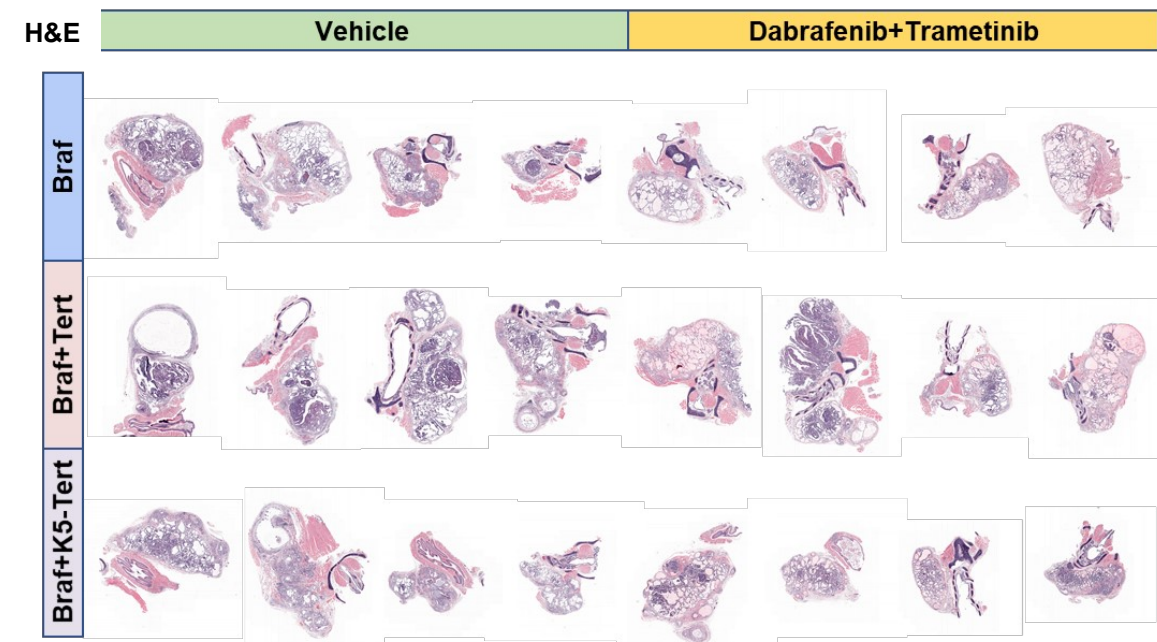 H&E
Vehicle
Dabrafenib+Trametinib
Braf
Braf+Tert
Braf+K5-Tert